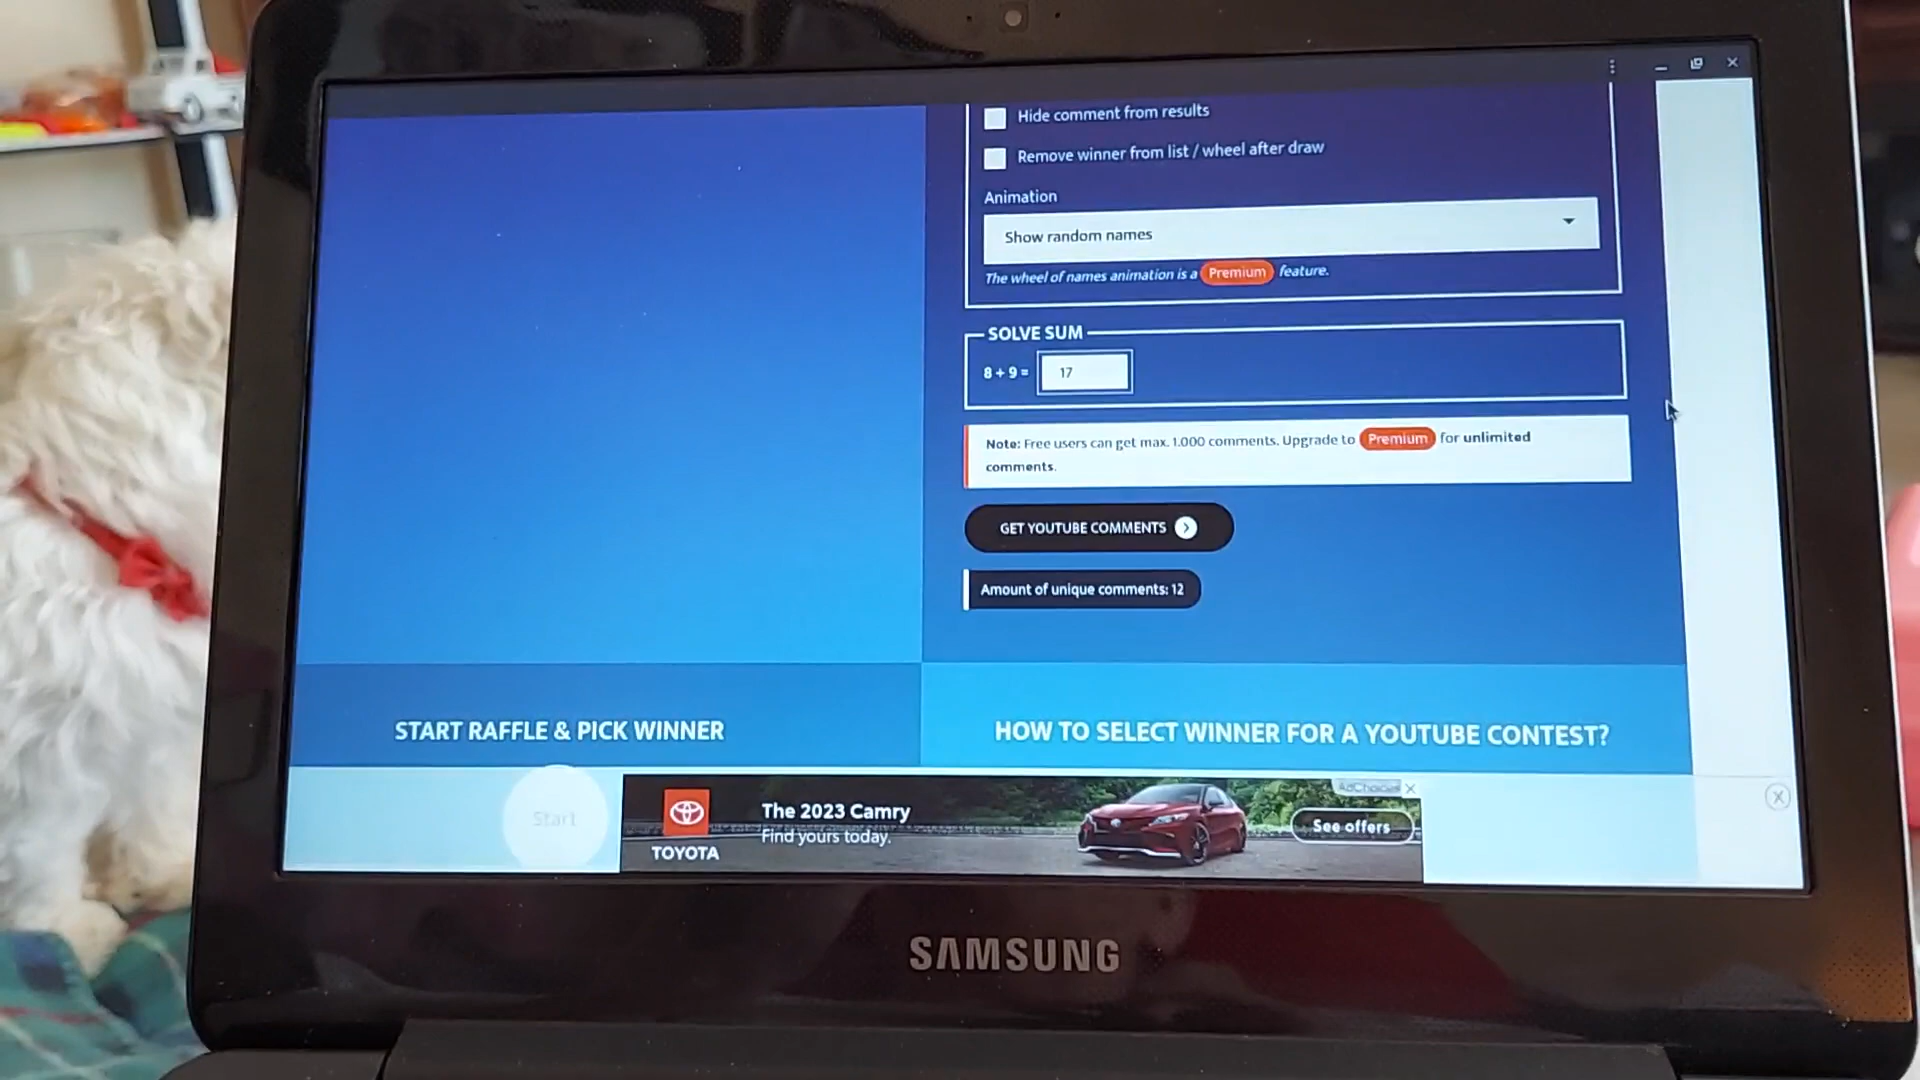 Hide comment from results
Remove winner from list / wheel after draw
Animation
Show random names
The wheel of names animation is a Premium feature.
SOLVE SUM
8 + 9 = 17
Note: Free users can get max. 1.000 comments. Upgrade to Premium for unlimited
comments.
GET YOUTUBE COMMENTS
Amount of unique comments: 12
START RAFFLE & PICK WINNER
HOW TO SELECT WINNER FOR A YOUTUBE CONTEST?
Start
TOYOTA
The 2023 Camry
Find yours today.
AdChoices
See offers
SAMSUNG